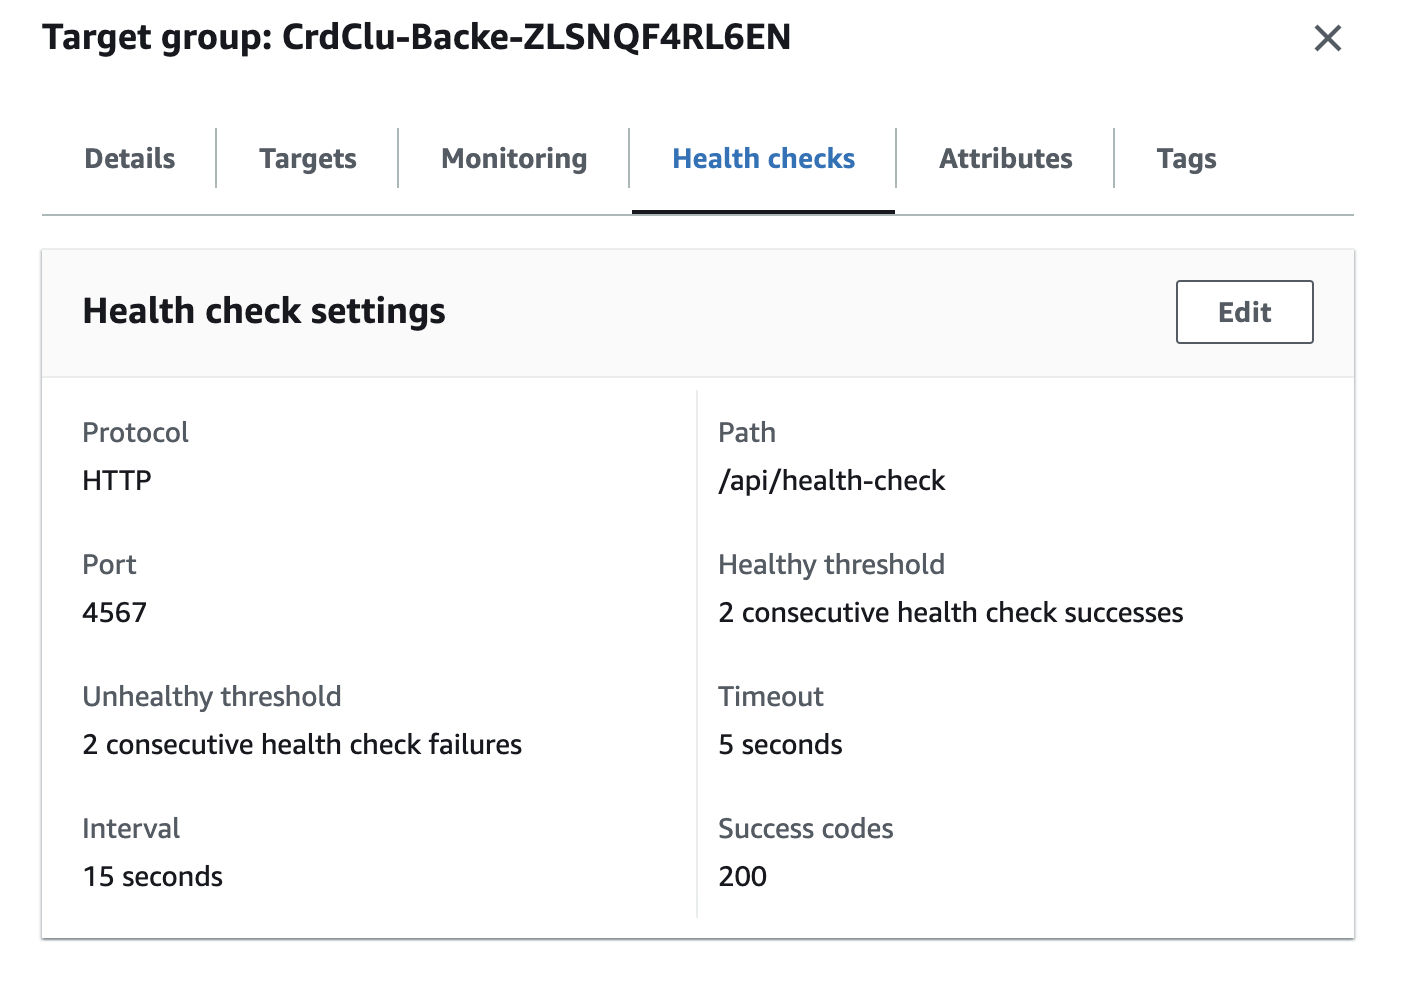 Target group: CrdClu-Backe-ZLSNQF4RL6EN
Details
Targets
Monitoring
Health checks
Attributes
Tags
Health check settings
Edit
Protocol
HTTP
Path
/api/health-check
Port
4567
Healthy threshold
2 consecutive health check successes
Unhealthy threshold
2 consecutive health check failures
Timeout
5 seconds
Interval
15 seconds
Success codes
200